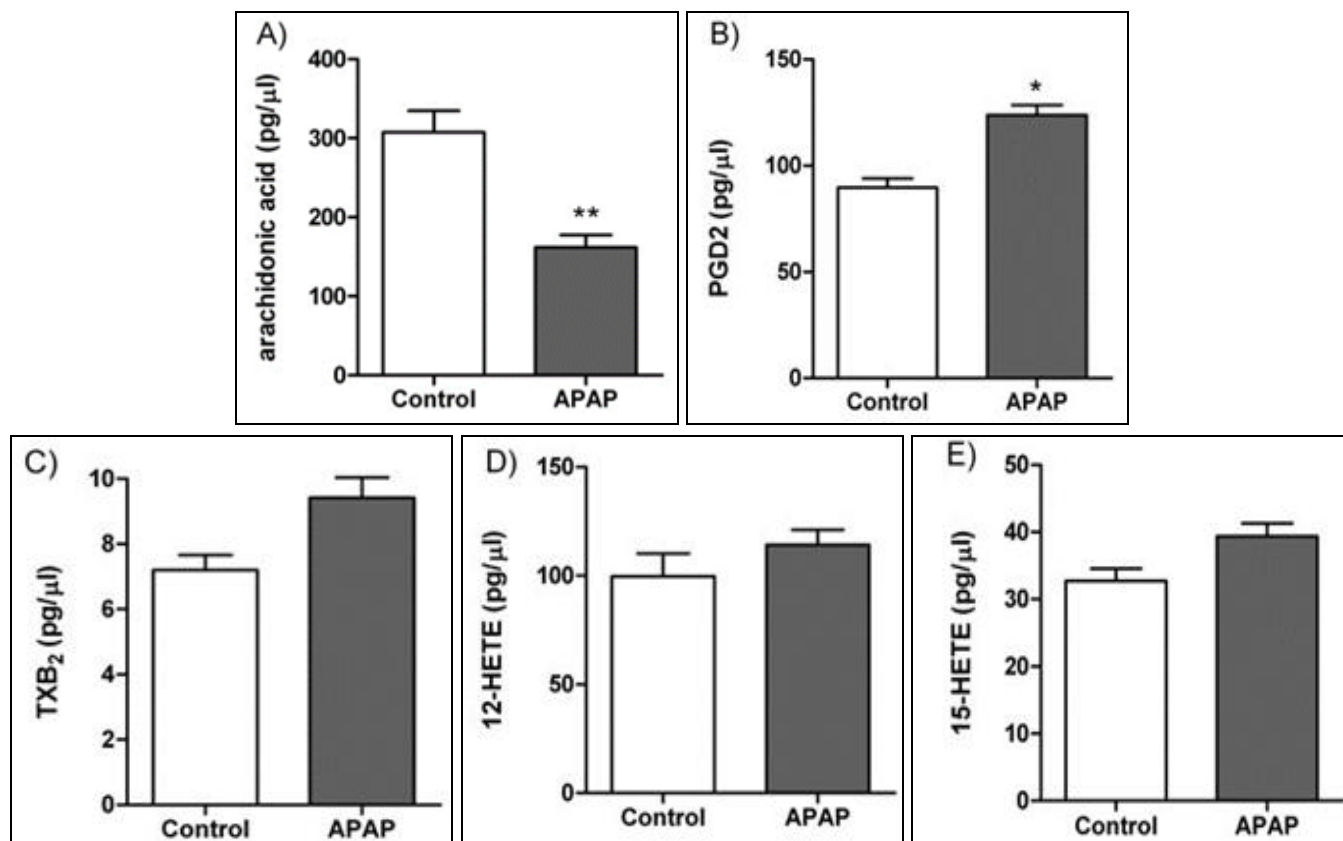 A)
arachidonic acid (pg/µl)
400
300
200
100
0
**
Control
APAP
B)
PGD2 (pg/µl)
150
100
50
0
*
Control
APAP
C)
TXB₂ (pg/µl)
10
8
6
4
2
0
Control
APAP
D)
12-HETE (pg/µl)
150
100
50
0
Control
APAP
E)
15-HETE (pg/µl)
50
40
30
20
10
0
Control
APAP